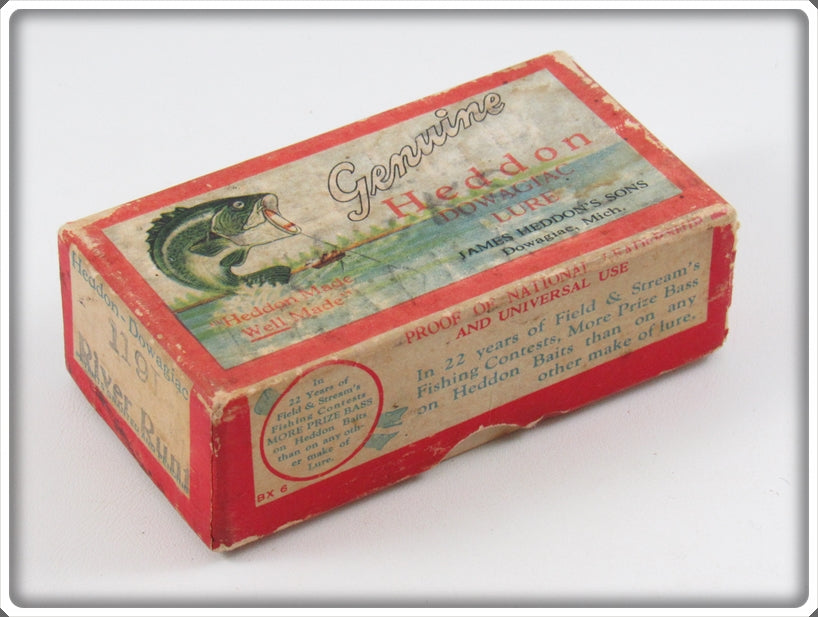 Genuine
Heddon
DOWAGIAC
LURE
JAMES HEDDON'S SONS
Dowagiac, Mich.
"Heddon Made
Well Made"
PROOF OF NATIONAL LEADERSHIP
AND UNIVERSAL USE
In 22 years of Field & Stream's
Fishing Contests, More Prize Bass
on Heddon Baits than on any
other make of lure.
In
22 Years of
Field & Stream's
Fishing Contests
MORE PRIZE BASS
on Heddon Baits
than on any oth-
er make of
Lure.
BX 6
Heddon-Dowagiac
River Runt